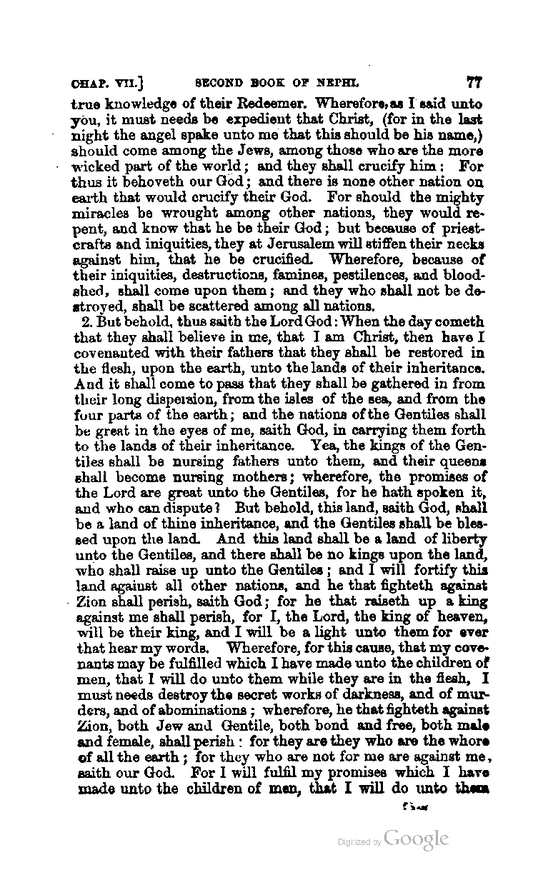 CHAP. VII.] SECOND BOOK OF NEPHI. 77
true knowledge of their Redeemer. Wherefore, as I said unto
you, it must needs be expedient that Christ, (for in the last
night the angel spake unto me that this should be his name,)
should come among the Jews, among those who are the more
wicked part of the world; and they shall crucify him: For
thus it behoveth our God; and there is none other nation on
earth that would crucify their God. For should the mighty
miracles be wrought among other nations, they would re-
pent, and know that he be their God; but because of priest-
crafts and iniquities, they at Jerusalem will stiffen their necks
against him, that he be crucified. Wherefore, because of
their iniquities, destructions, famines, pestilences, and blood-
shed, shall come upon them; and they who shall not be de-
stroyed, shall be scattered among all nations.
2. But behold, thus saith the Lord God: When the day cometh
that they shall believe in me, that I am Christ, then have I
covenanted with their fathers that they shall be restored in
the flesh, upon the earth, unto the lands of their inheritance.
And it shall come to pass that they shall be gathered in from
their long dispersion, from the isles of the sea, and from the
four parts of the earth; and the nations of the Gentiles shall
be great in the eyes of me, saith God, in carrying them forth
to the lands of their inheritance. Yea, the kings of the Gen-
tiles shall be nursing fathers unto them, and their queens
shall become nursing mothers; wherefore, the promises of
the Lord are great unto the Gentiles, for he hath spoken it,
and who can dispute? But behold, this land, saith God, shall
be a land of thine inheritance, and the Gentiles shall be bles-
sed upon the land. And this land shall be a land of liberty
unto the Gentiles, and there shall be no kings upon the land,
who shall raise up unto the Gentiles; and I will fortify this
land against all other nations, and he that fighteth against
Zion shall perish, saith God; for he that raiseth up a king
against me shall perish, for I, the Lord, the king of heaven,
will be their king, and I will be a light unto them for ever
that hear my words. Wherefore, for this cause, that my cove-
nants may be fulfilled which I have made unto the children of
men, that I will do unto them while they are in the flesh, I
must needs destroy the secret works of darkness, and of mur-
ders, and of abominations; wherefore, he that fighteth against
Zion, both Jew and Gentile, both bond and free, both male
and female, shall perish: for they are they who are the whore
of all the earth; for they who are not for me are against me,
saith our God. For I will fulfil my promises which I have
made unto the children of men, that I will do unto them
Digitized by Google